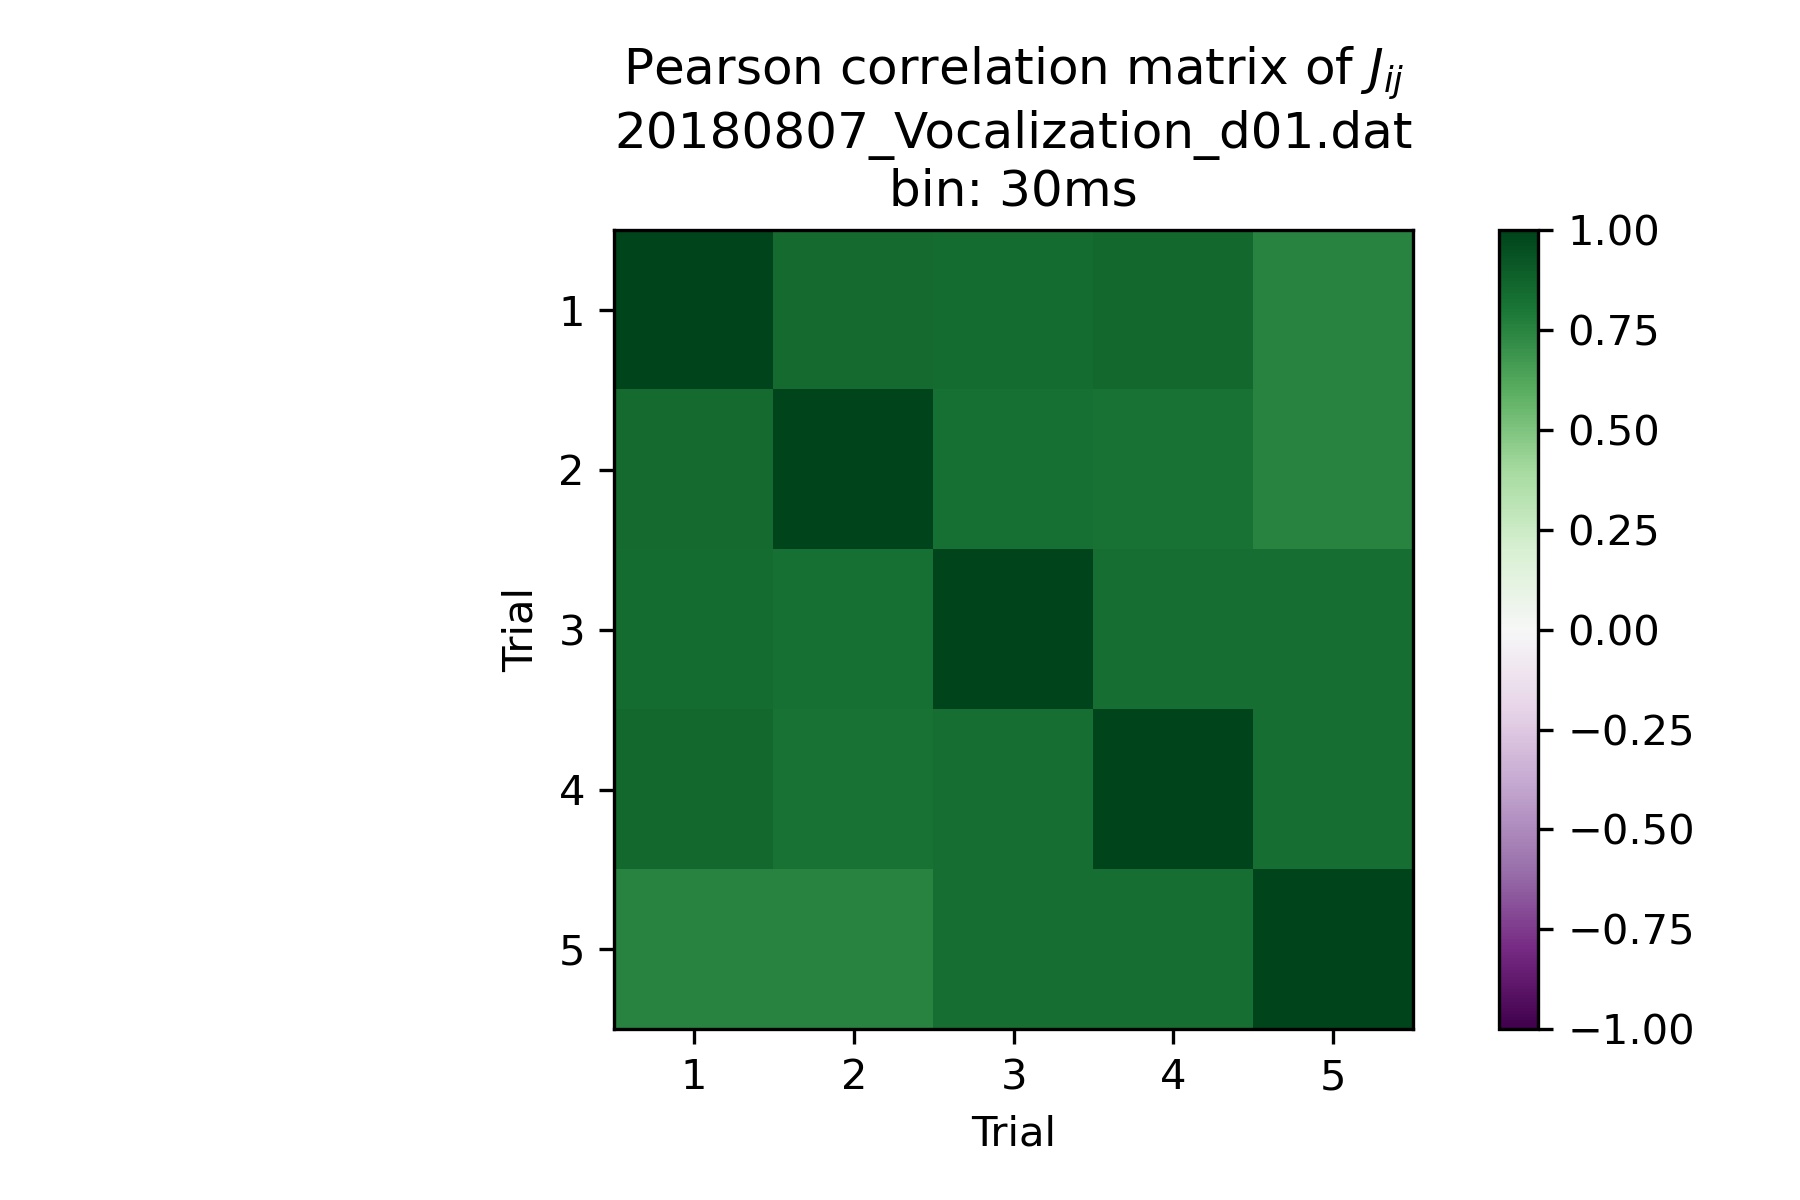 Pearson correlation matrix of J_ij
20180807_Vocalization_d01.dat
bin: 30ms
1
2
3
4
5
Trial
1 2 3 4 5
Trial
1.00
0.75
0.50
0.25
0.00
−0.25
−0.50
−0.75
−1.00